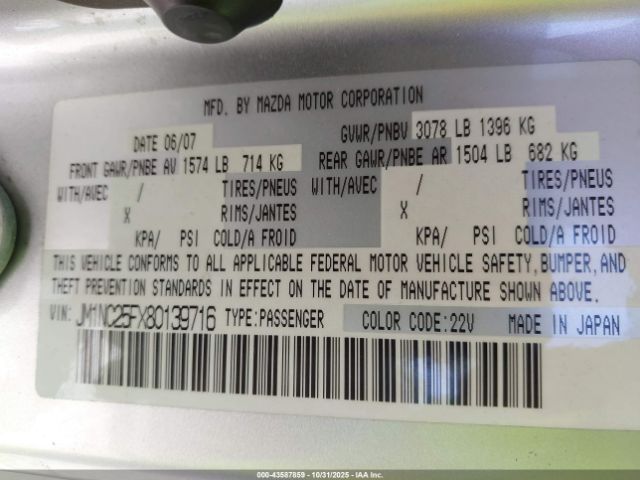 MFD. BY MAZDA MOTOR CORPORATION
DATE 06/07 GVWR/PNBV 3078 LB 1396 KG
FRONT GAWR/PNBE AV 1574 LB 714 KG REAR GAWR/PNBE AR 1504 LB 682 KG
WITH/AVEC / TIRES/PNEUS WITH/AVEC / TIRES/PNEUS
X RIMS/JANTES X RIMS/JANTES
KPA/ PSI COLD/A FROID KPA/ PSI COLD/A FROID
THIS VEHICLE CONFORMS TO ALL APPLICABLE FEDERAL MOTOR VEHICLE SAFETY, BUMPER, AND
THEFT PREVENTION STANDARDS IN EFFECT ON THE DATE OF MANUFACTURE SHOWN ABOVE.
VIN: JM1NC25FX80139716 TYPE:PASSENGER COLOR CODE:22V MADE IN JAPAN
000-43587859 | 10/31/2025 - Copyright © IAA, Inc.